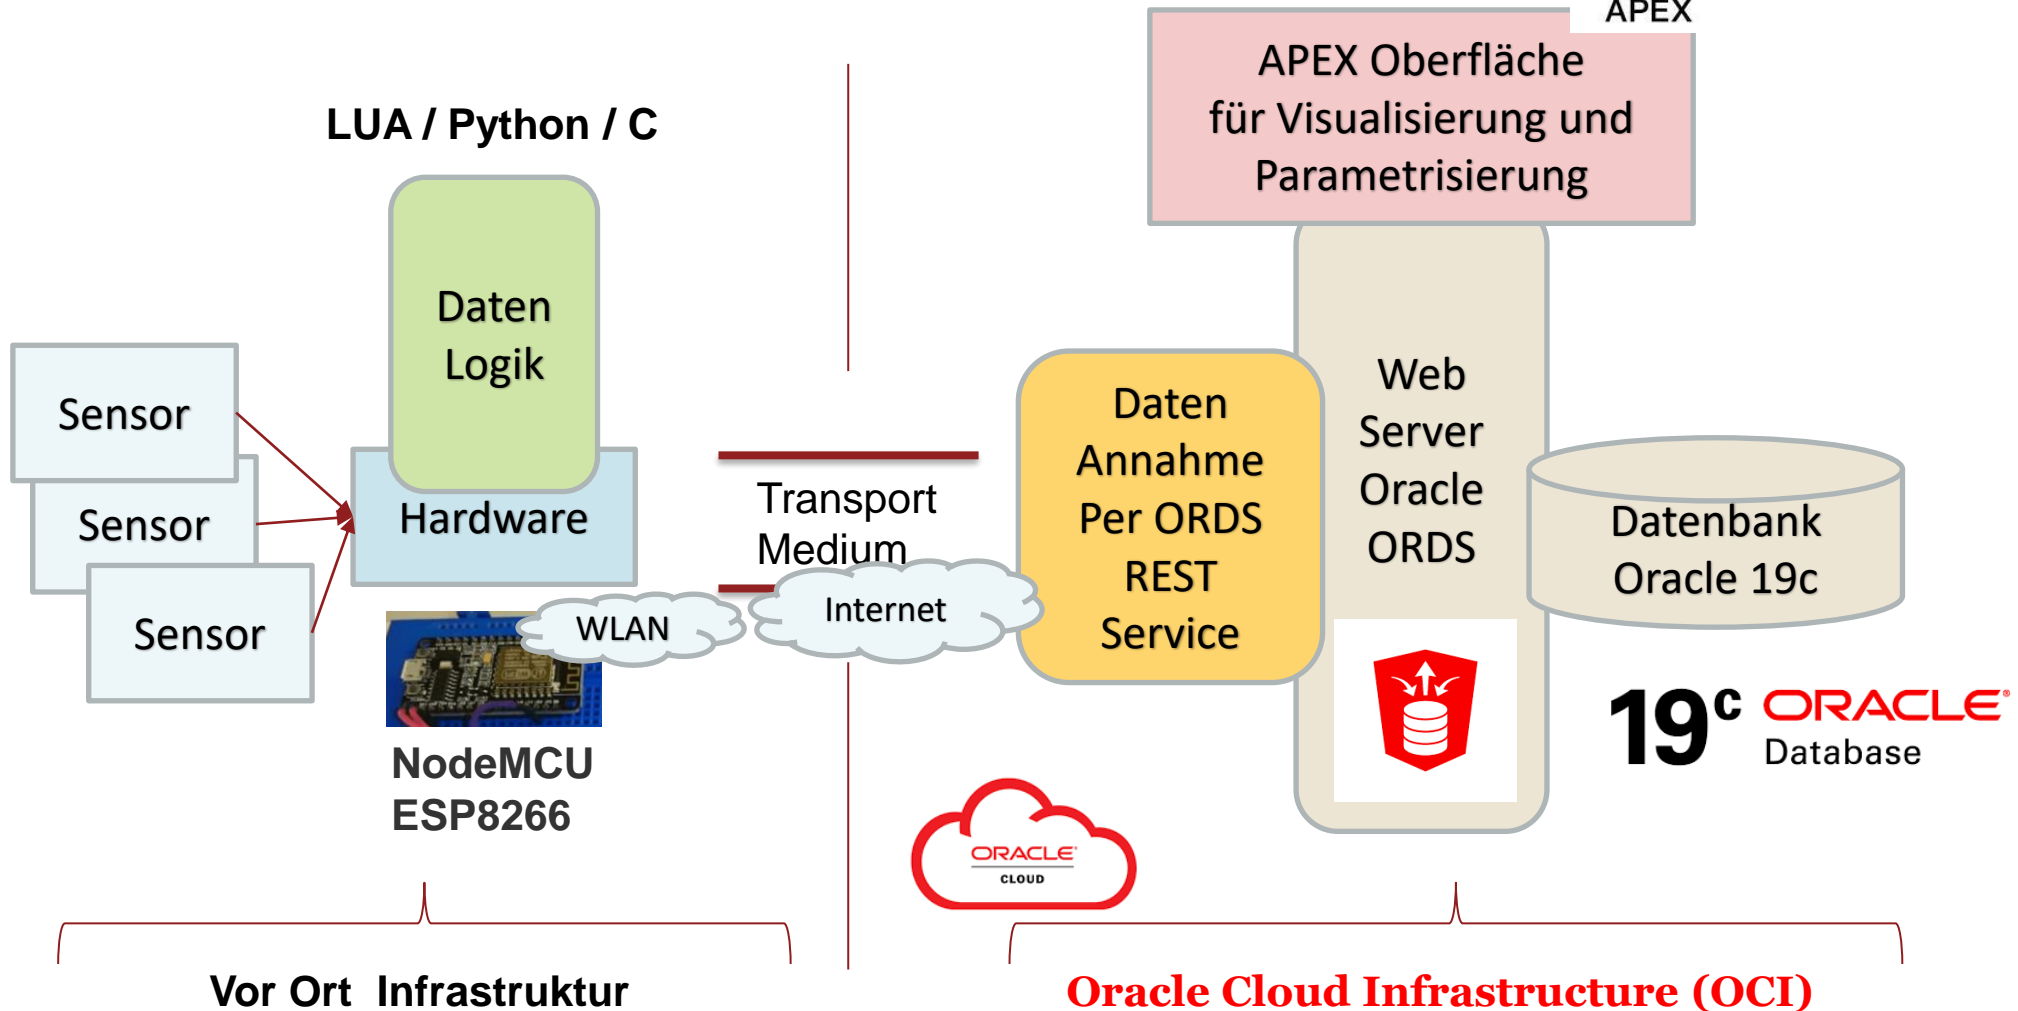 APEX
APEX Oberfläche
für Visualisierung und
Parametrisierung
LUA / Python / C
Daten
Logik
Sensor
Sensor
Sensor
Hardware
Transport
Medium
WLAN
Internet
NodeMCU
ESP8266
Daten
Annahme
Per ORDS
REST
Service
Web
Server
Oracle
ORDS
Datenbank
Oracle 19c
19c ORACLE®
Database
ORACLE®
CLOUD
Vor Ort Infrastruktur
Oracle Cloud Infrastructure (OCI)